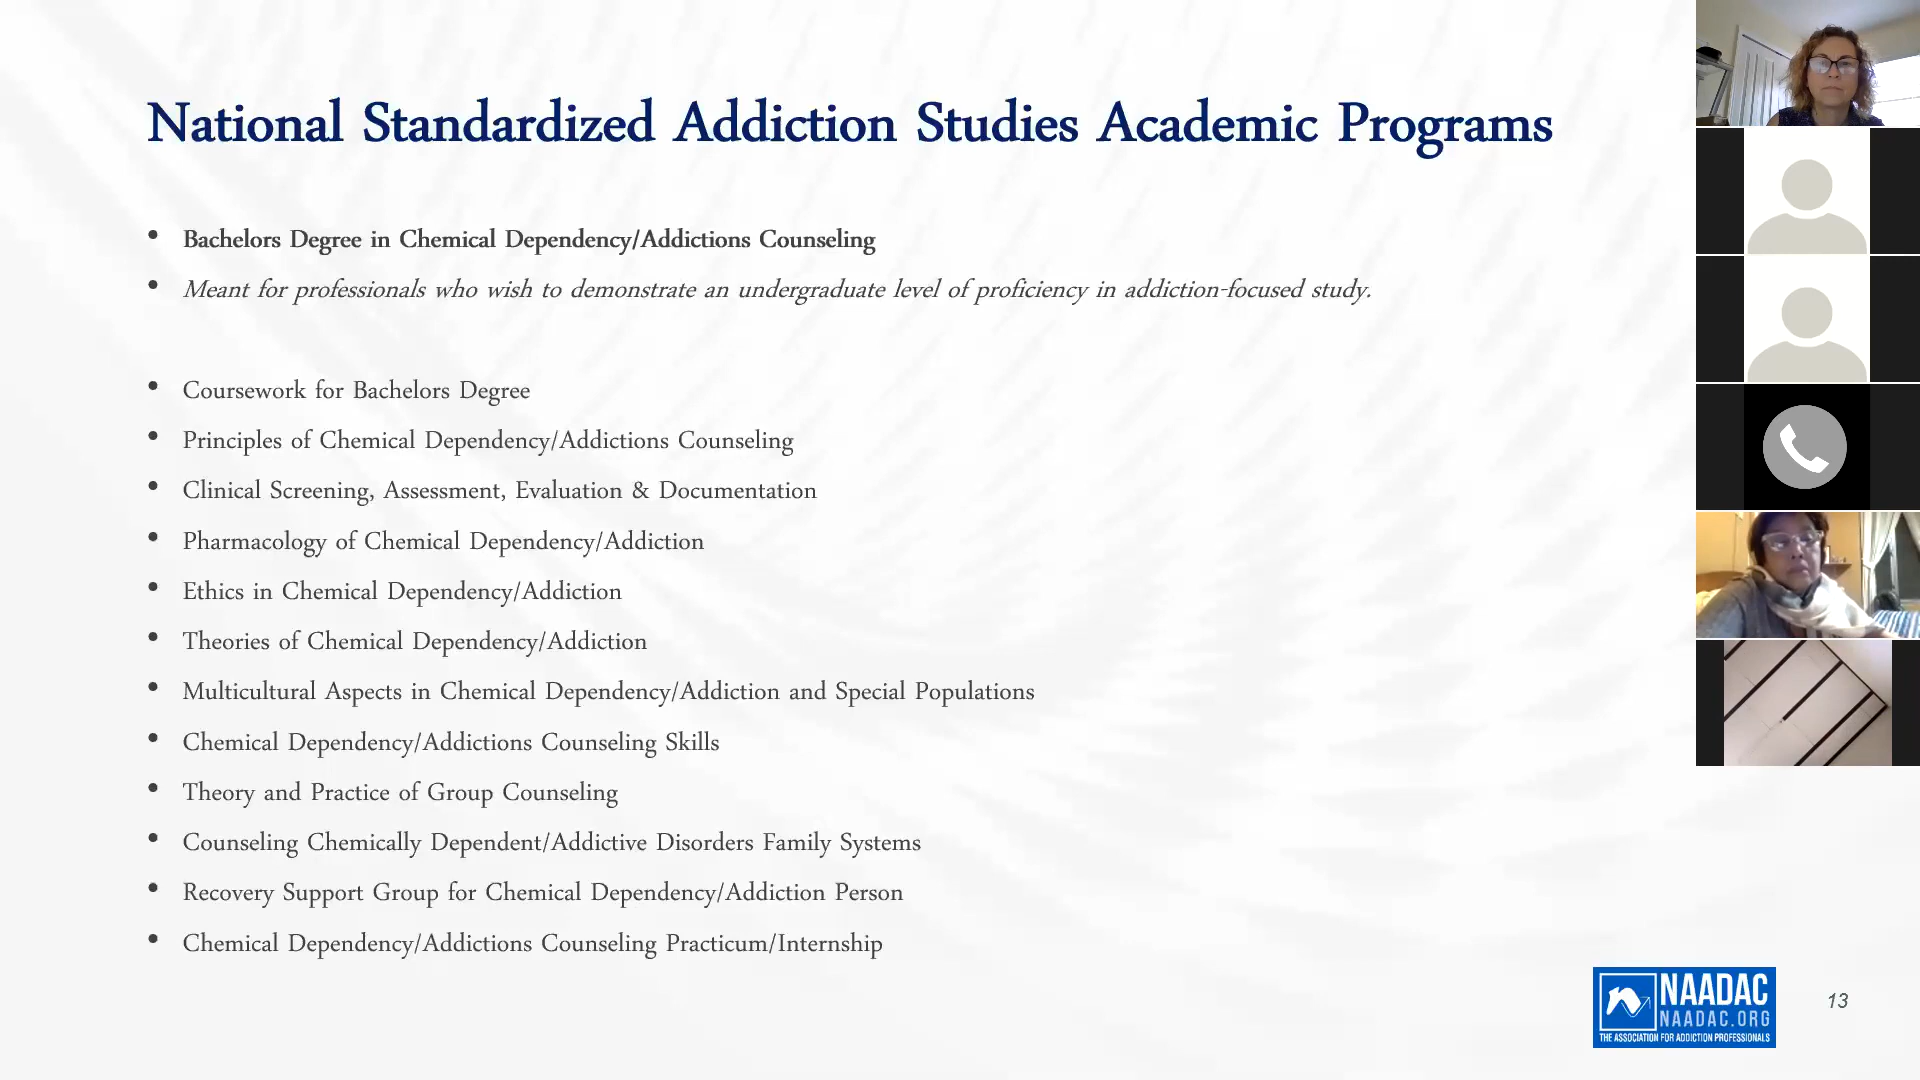 National Standardized Addiction Studies Academic Programs
• Bachelors Degree in Chemical Dependency/Addictions Counseling
• Meant for professionals who wish to demonstrate an undergraduate level of proficiency in addiction-focused study.
• Coursework for Bachelors Degree
• Principles of Chemical Dependency/Addictions Counseling
• Clinical Screening, Assessment, Evaluation & Documentation
• Pharmacology of Chemical Dependency/Addiction
• Ethics in Chemical Dependency/Addiction
• Theories of Chemical Dependency/Addiction
• Multicultural Aspects in Chemical Dependency/Addiction and Special Populations
• Chemical Dependency/Addictions Counseling Skills
• Theory and Practice of Group Counseling
• Counseling Chemically Dependent/Addictive Disorders Family Systems
• Recovery Support Group for Chemical Dependency/Addiction Person
• Chemical Dependency/Addictions Counseling Practicum/Internship
NAADAC
NAADAC.ORG
THE ASSOCIATION FOR ADDICTION PROFESSIONALS
13